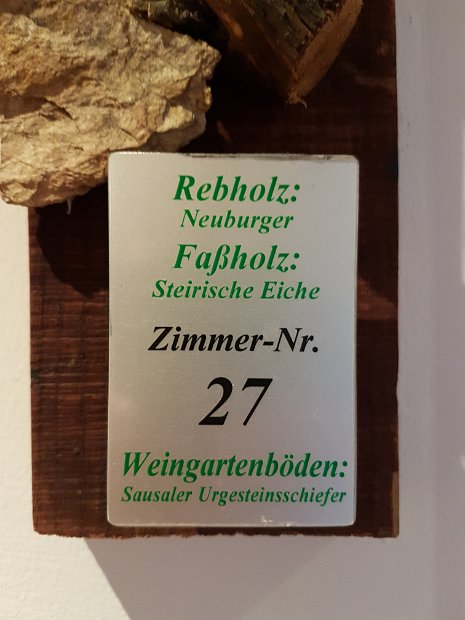 Rebholz:
Neuburger
Faßholz:
Steirische Eiche
Zimmer-Nr.
27
Weingartenböden:
Sausaler Urgesteinsschiefer